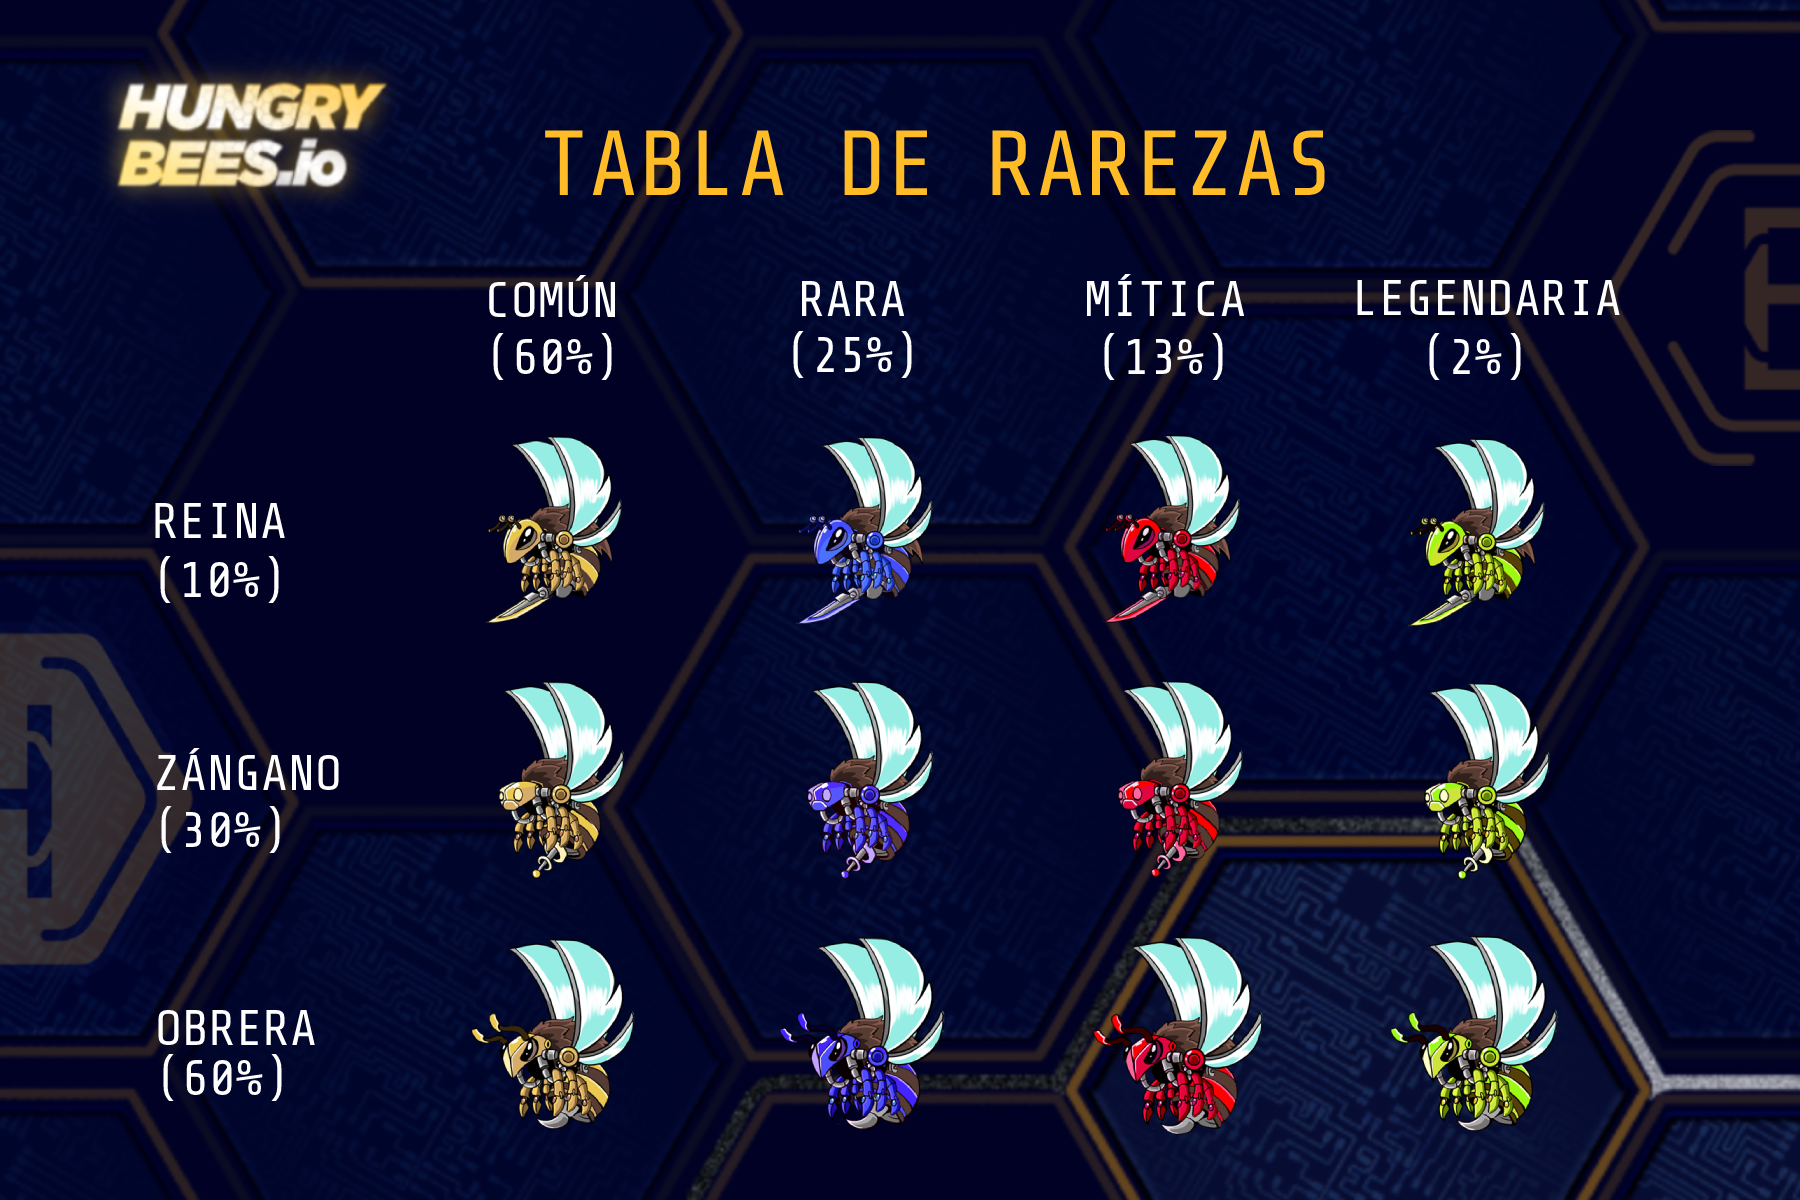 HUNGRY
BEES.io
TABLA DE RAREZAS
COMÚN
(60%)
RARA
(25%)
MÍTICA
(13%)
LEGENDARIA
(2%)
REINA
(10%)
ZÁNGANO
(30%)
OBRERA
(60%)